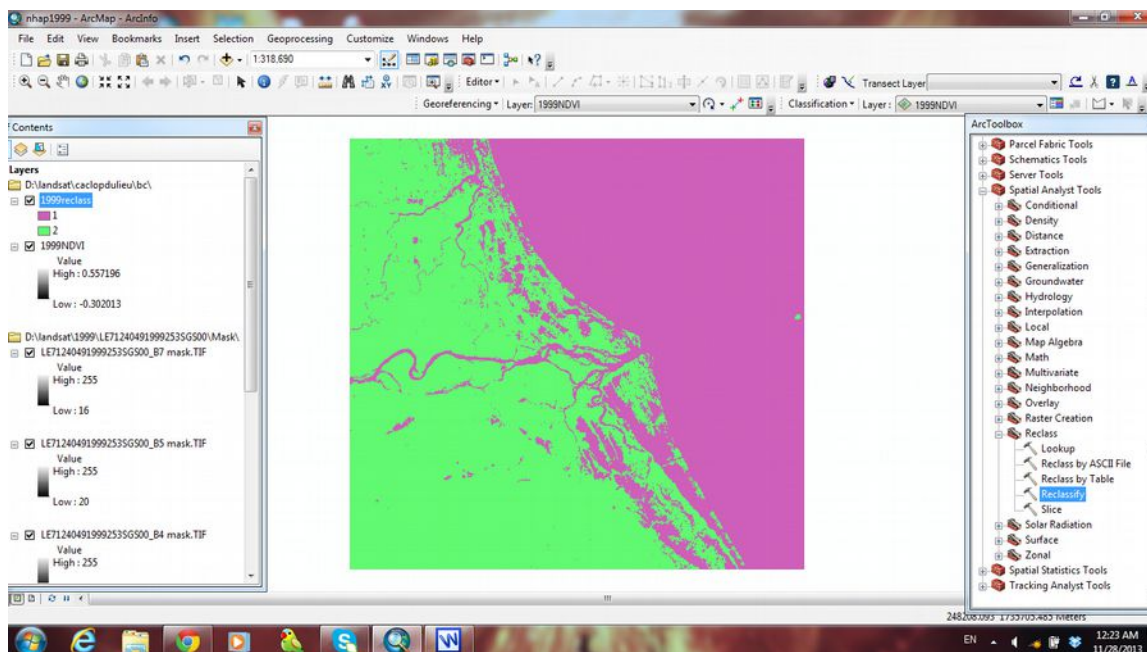 nhap1999 - ArcMap - ArcInfo
File Edit View Bookmarks Insert Selection Geoprocessing Customize Windows Help
1:318,690
Editor
Transect Layer
Georeferencing Layer: 1999NDVI
Classification Layer: 1999NDVI
Contents
Layers
D:\landsat\caclopdulieu\bc\
1999reclass
1
2
1999NDVI
Value
High : 0.557196
Low : -0.302013
D:\landsat\1999\LE71240491999253SGS00\Mask\
LE71240491999253SGS00_B7 mask.TIF
Value
High : 255
Low : 16
LE71240491999253SGS00_B5 mask.TIF
Value
High : 255
Low : 20
LE71240491999253SGS00_B4 mask.TIF
Value
High : 255
ArcToolbox
Parcel Fabric Tools
Schematics Tools
Server Tools
Spatial Analyst Tools
Conditional
Density
Distance
Extraction
Generalization
Groundwater
Hydrology
Interpolation
Local
Map Algebra
Math
Multivariate
Neighborhood
Overlay
Raster Creation
Reclass
Lookup
Reclass by ASCII File
Reclass by Table
Reclassify
Slice
Solar Radiation
Surface
Zonal
Spatial Statistics Tools
Tracking Analyst Tools
Meters
EN
12:23 AM
11/28/2013